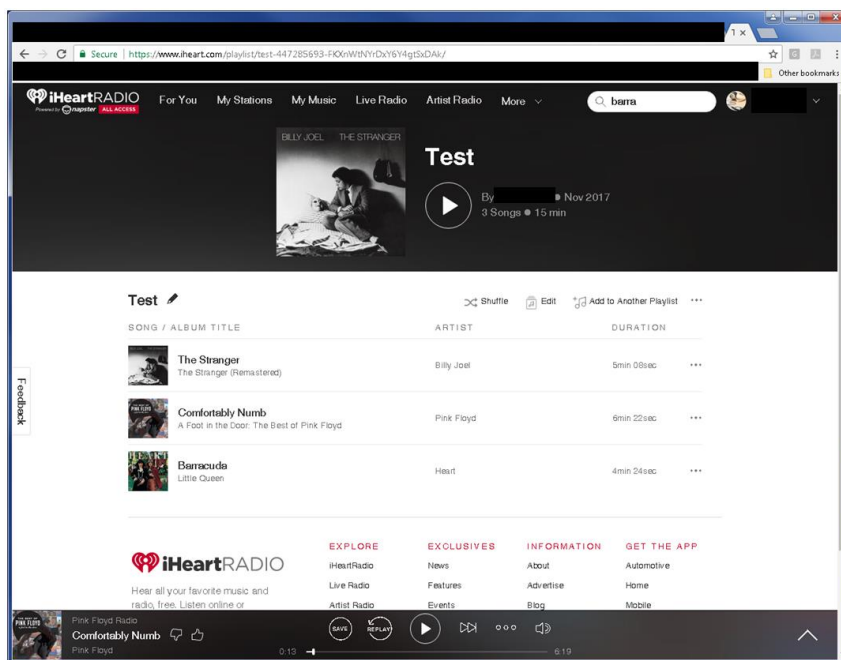 1 ×
Secure | https://www.iheart.com/playlist/test-447285693-FKXnWtNYrDxY6Y4gtSxDAk/
Other bookmarks
iHeartRADIO For You My Stations My Music Live Radio Artist Radio More barra
Powered by napster ALL ACCESS
BILLY JOEL THE STRANGER
Test
By • Nov 2017
3 Songs • 15 min
Test Shuffle Edit Add to Another Playlist
SONG / ALBUM TITLE ARTIST DURATION
The Stranger
The Stranger (Remastered) Billy Joel 5min 08sec
Feedback
Comfortably Numb
A Foot in the Door: The Best of Pink Floyd Pink Floyd 6min 22sec
PINK FLOYD
Barracuda
Little Queen Heart 4min 24sec
HEART
EXPLORE EXCLUSIVES INFORMATION GET THE APP
iHeartRADIO iHeartRadio News About Automotive
Hear all your favorite music and Live Radio Features Advertise Home
radio, free. Listen online or Artist Radio Events Blog Mobile
PINK FLOYD
Pink Floyd Radio
Comfortably Numb SAVE REPLAY
Pink Floyd 0:13 6:19